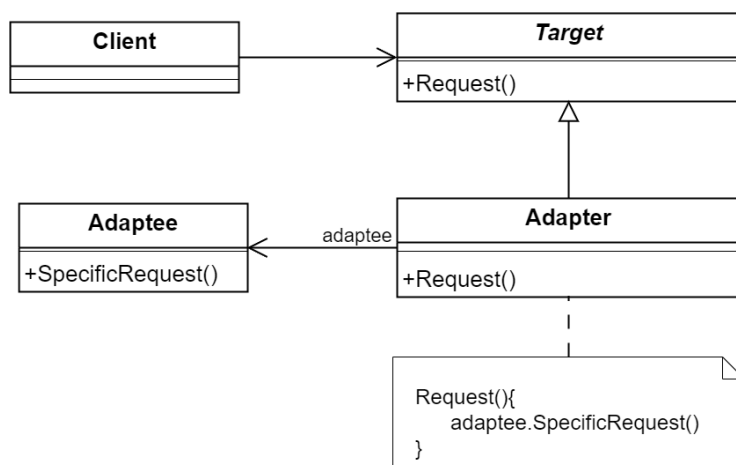 Client
Target
+Request()
Adaptee
+SpecificRequest()
adaptee
Adapter
+Request()
Request(){
adaptee.SpecificRequest()
}